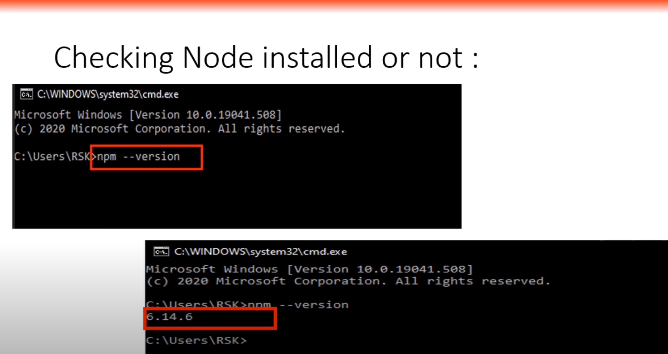 Checking Node installed or not :
C:\WINDOWS\system32\cmd.exe
Microsoft Windows [Version 10.0.19041.508]
(c) 2020 Microsoft Corporation. All rights reserved.
C:\Users\RSK>npm --version
C:\WINDOWS\system32\cmd.exe
Microsoft Windows [Version 10.0.19041.508]
(c) 2020 Microsoft Corporation. All rights reserved.
C:\Users\RSK>npm --version
6.14.6
C:\Users\RSK>